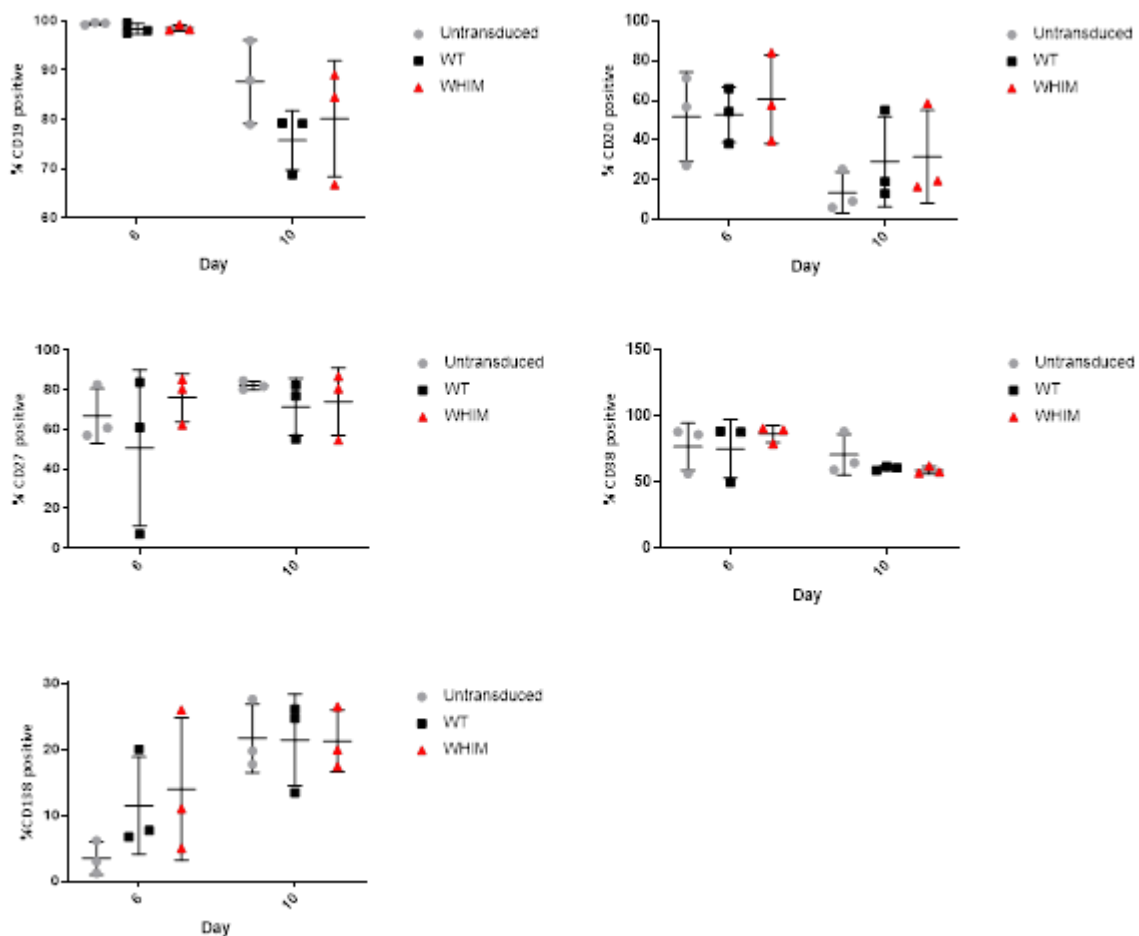 % CD19 positive
100
90
80
70
60
6
10
Day
Untransduced
WT
WHIM
% CD20 positive
100
80
60
40
20
0
6
10
Day
Untransduced
WT
WHIM
% CD27 positive
100
80
60
40
20
0
6
10
Day
Untransduced
WT
WHIM
% CD38 positive
150
100
50
0
6
10
Day
Untransduced
WT
WHIM
%CD138 positive
30
20
10
0
6
10
Day
Untransduced
WT
WHIM